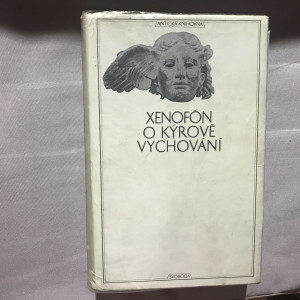 ANTICKÁ KNIHOVNA
XENOFÓN
O KÝROVĚ
VYCHOVÁNÍ
SVOBODA